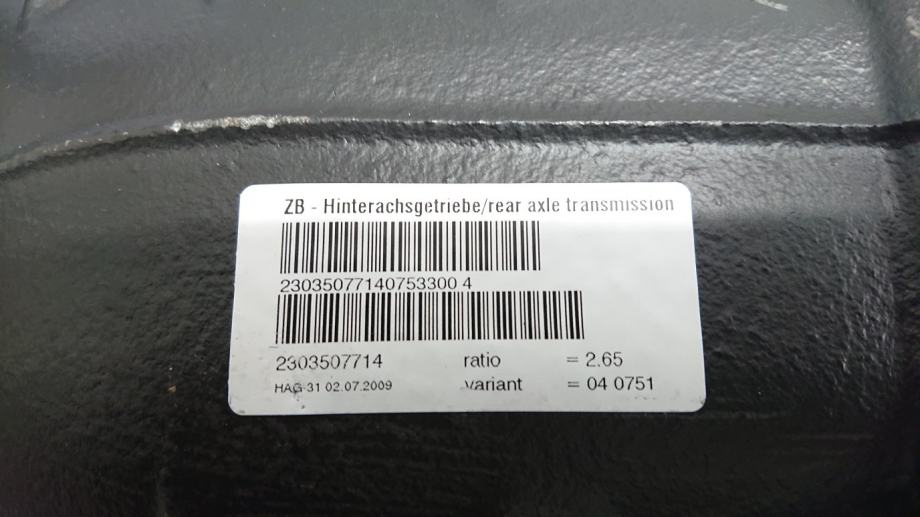 ZB - Hinterachsgetriebe/rear axle transmission
23035077140753300 4
2303507714 ratio = 2.65
HAG-31 02.07.2009 variant = 04 0751